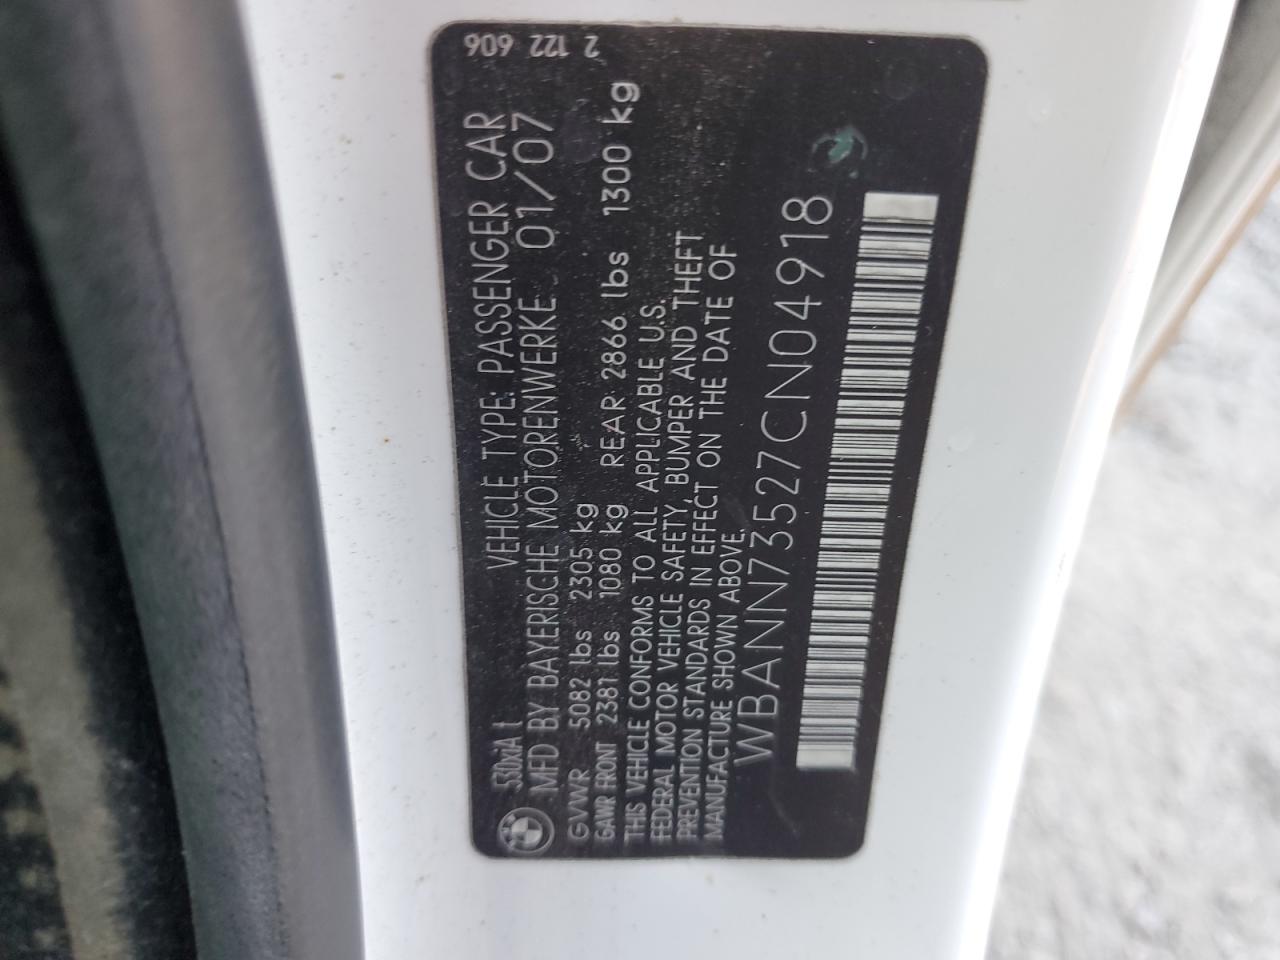 2 122 606
530xiA t VEHICLE TYPE: PASSENGER CAR
MFD BY BAYERISCHE MOTORENWERKE 01/07
GVWR 5082 lbs 2305 kg
GAWR FRONT 2381 lbs 1080 kg REAR: 2866 lbs 1300 kg
THIS VEHICLE CONFORMS TO ALL APPLICABLE U.S.
FEDERAL MOTOR VEHICLE SAFETY, BUMPER AND THEFT
PREVENTION STANDARDS IN EFFECT ON THE DATE OF
MANUFACTURE SHOWN ABOVE.
WBANN73527CN04918